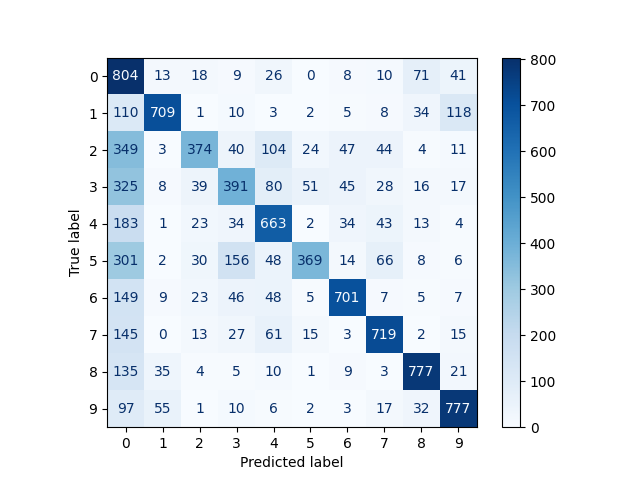 0 804 13 18 9 26 0 8 10 71 41
1 110 709 1 10 3 2 5 8 34 118
2 349 3 374 40 104 24 47 44 4 11
3 325 8 39 391 80 51 45 28 16 17
4 183 1 23 34 663 2 34 43 13 4
5 301 2 30 156 48 369 14 66 8 6
6 149 9 23 46 48 5 701 7 5 7
7 145 0 13 27 61 15 3 719 2 15
8 135 35 4 5 10 1 9 3 777 21
9 97 55 1 10 6 2 3 17 32 777
0 1 2 3 4 5 6 7 8 9
Predicted label
True label
800
700
600
500
400
300
200
100
0